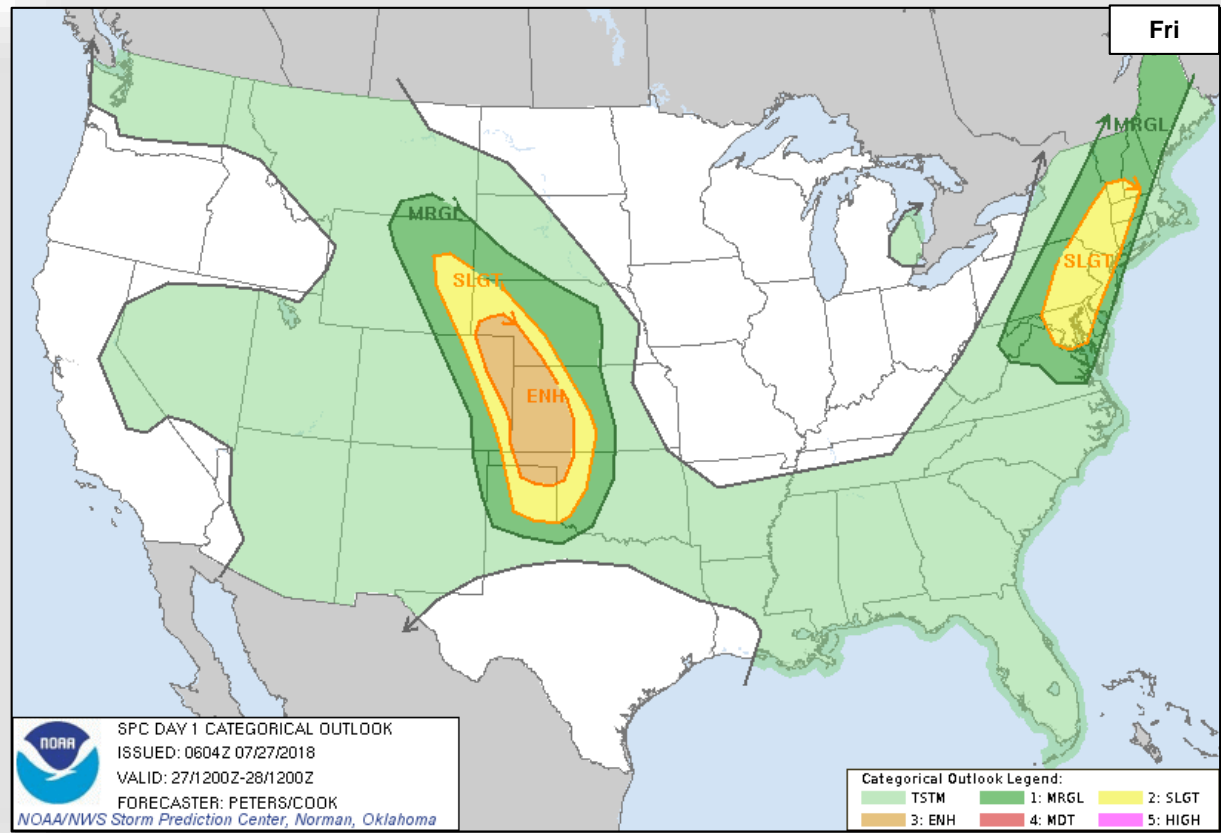 Fri
MRGL
MRGL
SLGT
SLGT
ENH
SPC DAY 1 CATEGORICAL OUTLOOK
ISSUED: 0604Z 07/27/2018
VALID: 27/1200Z-28/1200Z
FORECASTER: PETERS/COOK
NOAA/NWS Storm Prediction Center, Norman, Oklahoma
NOAA
Categorical Outlook Legend:
TSTM 1: MRGL 2: SLGT
3: ENH 4: MDT 5: HIGH